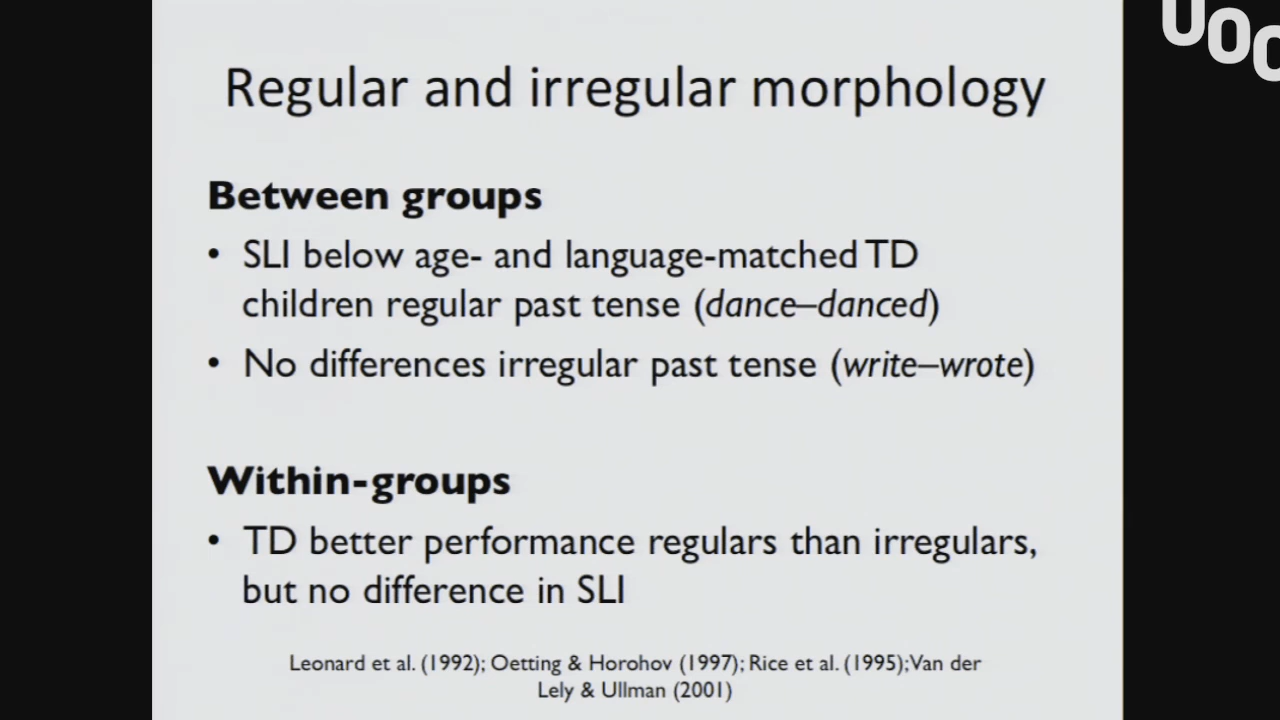 UOC
Regular and irregular morphology
Between groups
• SLI below age- and language-matched TD
children regular past tense (dance–danced)
• No differences irregular past tense (write–wrote)
Within-groups
• TD better performance regulars than irregulars,
but no difference in SLI
Leonard et al. (1992); Oetting & Horohov (1997); Rice et al. (1995);Van der
Lely & Ullman (2001)